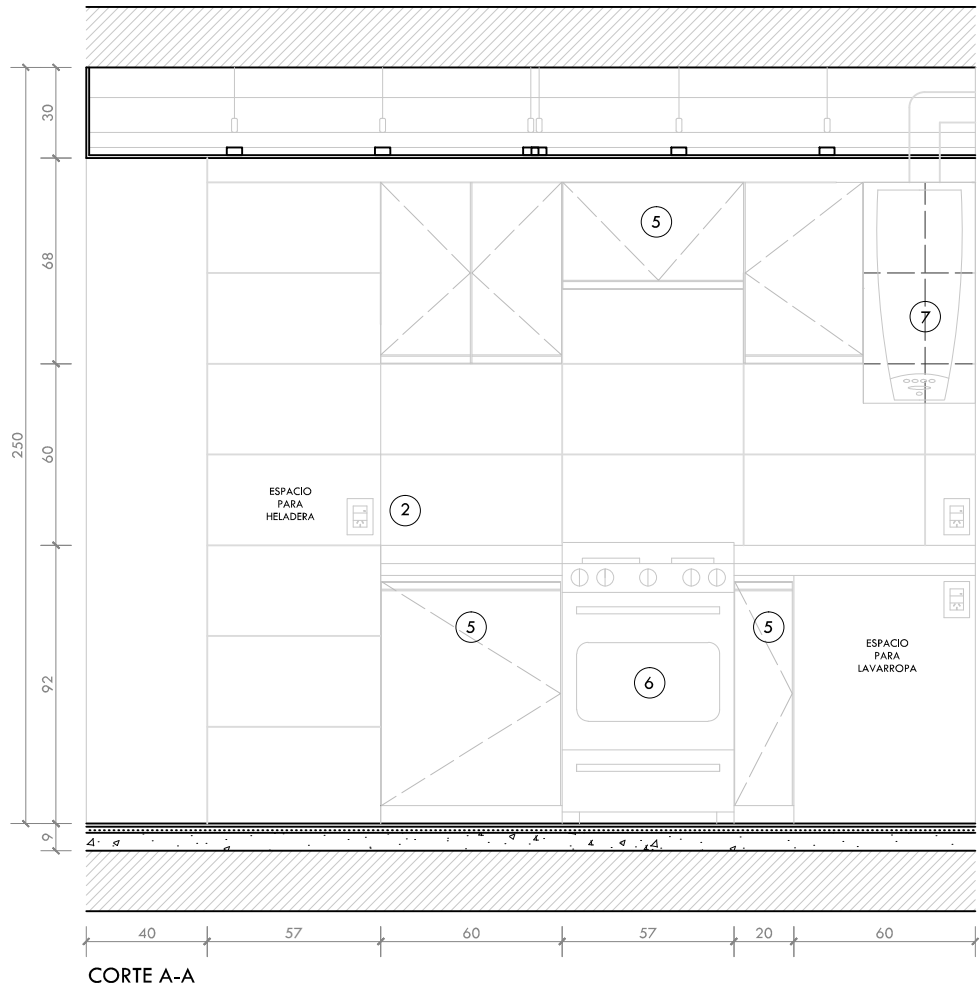 30
5
68
7
250
60
ESPACIO
PARA
HELADERA
2
5
5
92
ESPACIO
PARA
LAVARROPA
6
9
40 57 60 57 20 60
CORTE A-A